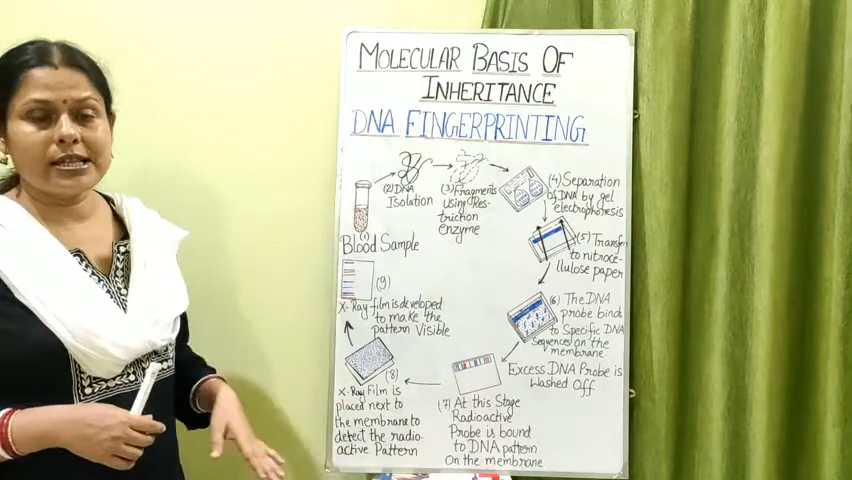 MOLECULAR BASIS OF
INHERITANCE
DNA FINGERPRINTING
(1)
Blood Sample
(2) DNA
Isolation
(3) Fragments
using Res-
triction
enzyme
(4) Separation
of DNA by gel
electrophoresis
(5) Transfer
to nitroce-
llulose paper
(6) The DNA
probe binds
to Specific DNA
sequences on the
membrane
Excess DNA Probe is
Washed Off
(7) At this Stage
Radioactive
Probe is bound
to DNA pattern
On the membrane
(8)
X-Ray Film is
placed next to
the membrane to
detect the radio-
active Pattern
(9)
X-Ray film is developed
to make the
pattern Visible